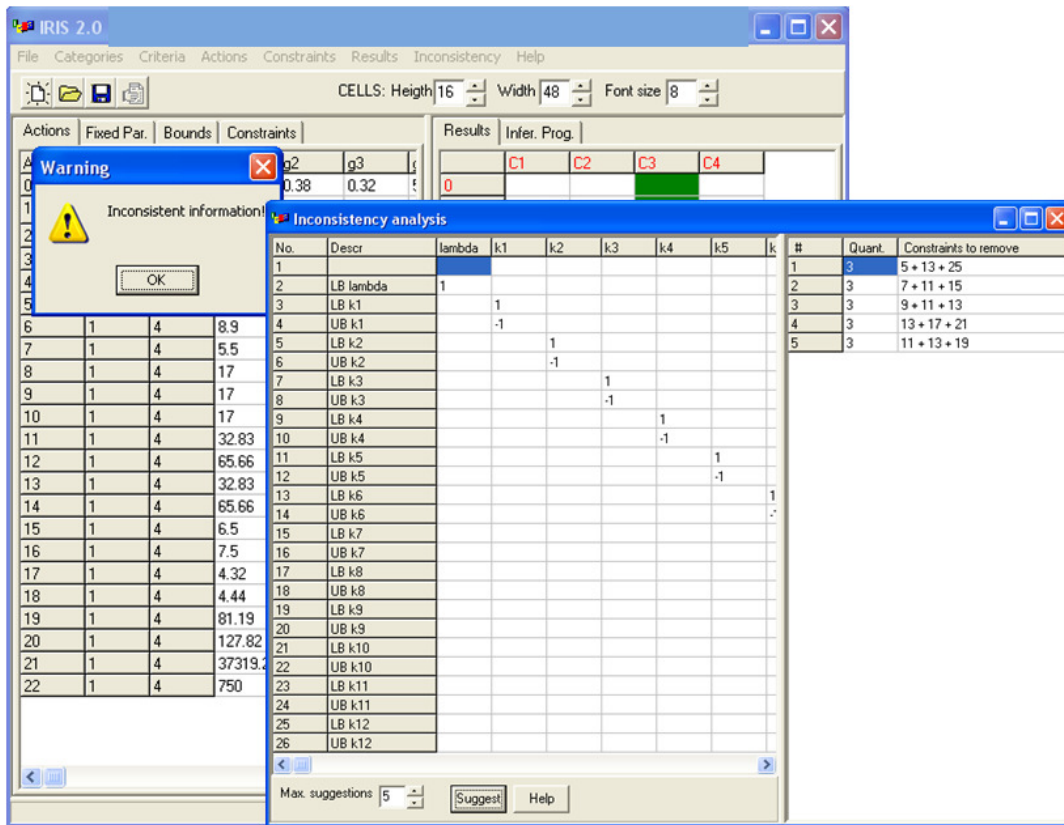 IRIS 2.0
File Categories Criteria Actions Constraints Results Inconsistency Help
CELLS: Heigth 16 Width 48 Font size 8
Actions Fixed Par. Bounds Constraints
Results Infer. Prog.
g2 g3
0.38 0.32
C1 C2 C3 C4
0
Warning
Inconsistent information!
OK
1
2
3
4
5
6 1 4 8.9
7 1 4 5.5
8 1 4 17
9 1 4 17
10 1 4 17
11 1 4 32.83
12 1 4 65.66
13 1 4 32.83
14 1 4 65.66
15 1 4 6.5
16 1 4 7.5
17 1 4 4.32
18 1 4 4.44
19 1 4 81.19
20 1 4 127.82
21 1 4 37319.2
22 1 4 750
Inconsistency analysis
No. Descr lambda k1 k2 k3 k4 k5 k
1
2 LB lambda 1
3 LB k1 1
4 UB k1 -1
5 LB k2 1
6 UB k2 -1
7 LB k3 1
8 UB k3 -1
9 LB k4 1
10 UB k4 -1
11 LB k5 1
12 UB k5 -1
13 LB k6 1
14 UB k6 -1
15 LB k7
16 UB k7
17 LB k8
18 UB k8
19 LB k9
20 UB k9
21 LB k10
22 UB k10
23 LB k11
24 UB k11
25 LB k12
26 UB k12
# Quant. Constraints to remove
1 3 5 + 13 + 25
2 3 7 + 11 + 15
3 3 9 + 11 + 13
4 3 13 + 17 + 21
5 3 11 + 13 + 19
Max. suggestions 5 Suggest Help